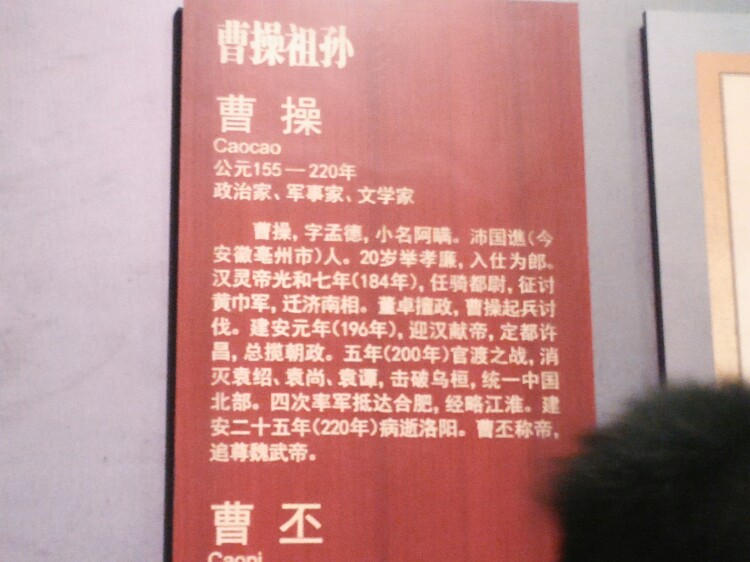 曹操祖孙
曹 操
Caocao
公元155—220年
政治家、军事家、文学家
曹操,字孟德,小名阿瞒。沛国谯(今
安徽亳州市)人。20岁举孝廉,入仕为郎。
汉灵帝光和七年(184年),任骑都尉,征讨
黄巾军,迁济南相。董卓擅政,曹操起兵讨
伐。建安元年(196年),迎汉献帝,定都许
昌,总揽朝政。五年(200年)官渡之战,消
灭袁绍、袁尚、袁谭,击破乌桓,统一中国
北部。四次率军抵达合肥,经略江淮。建
安二十五年(220年)病逝洛阳。曹丕称帝,
追尊魏武帝。
曹 丕
Caopi